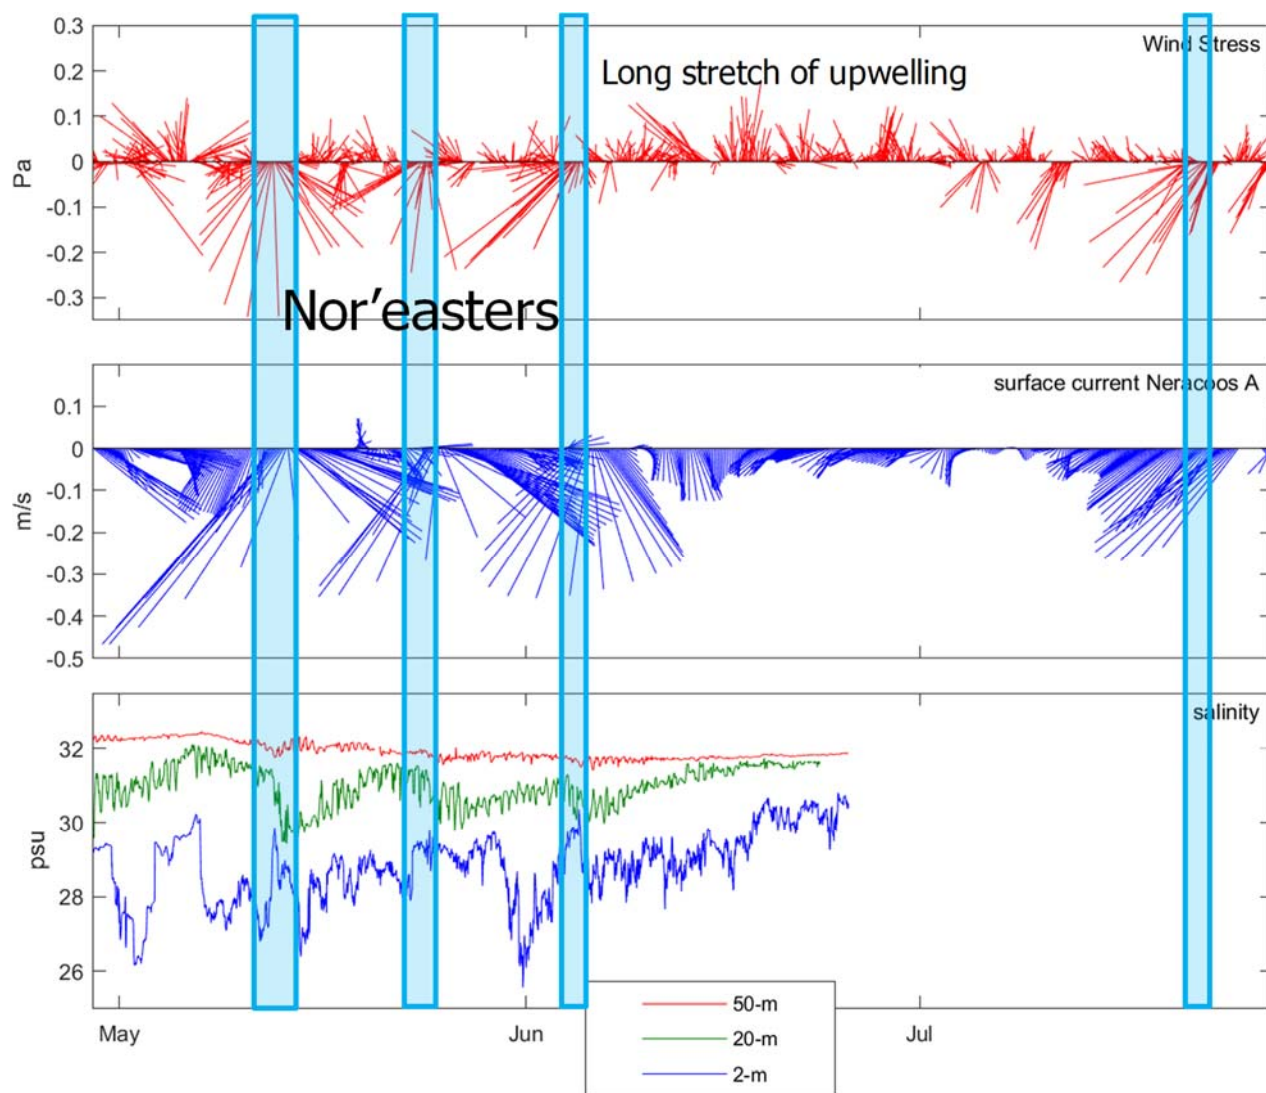 0.3
Wind Stress
0.2
Long stretch of upwelling
0.1
0
Pa
-0.1
-0.2
-0.3
Nor’easters
surface current Neracoos A
0.1
0
-0.1
m/s
-0.2
-0.3
-0.4
-0.5
salinity
32
30
psu
28
26
50-m
May
Jun
Jul
20-m
2-m